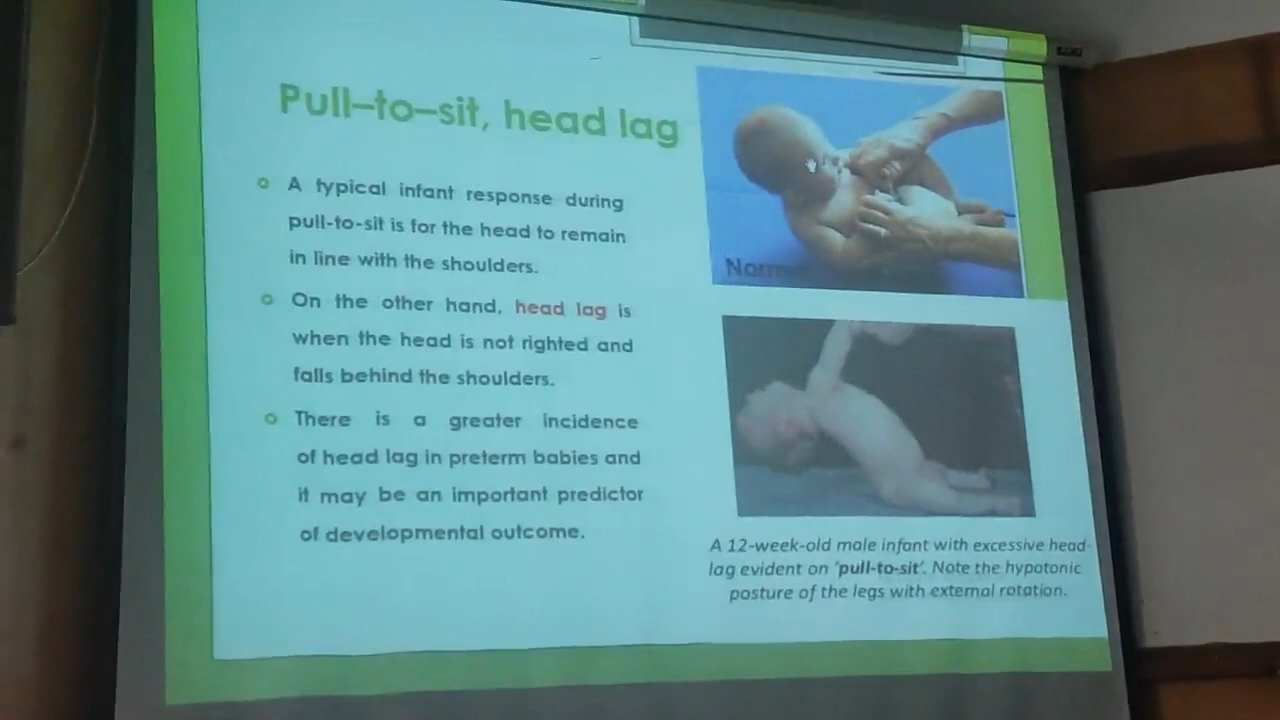 Pull–to–sit, head lag
A typical infant response during
pull-to-sit is for the head to remain
in line with the shoulders.
On the other hand, head lag is
when the head is not righted and
falls behind the shoulders.
There is a greater incidence
of head lag in preterm babies and
it may be an important predictor
of developmental outcome.
A 12-week-old male infant with excessive head-
lag evident on ‘pull-to-sit’. Note the hypotonic
posture of the legs with external rotation.